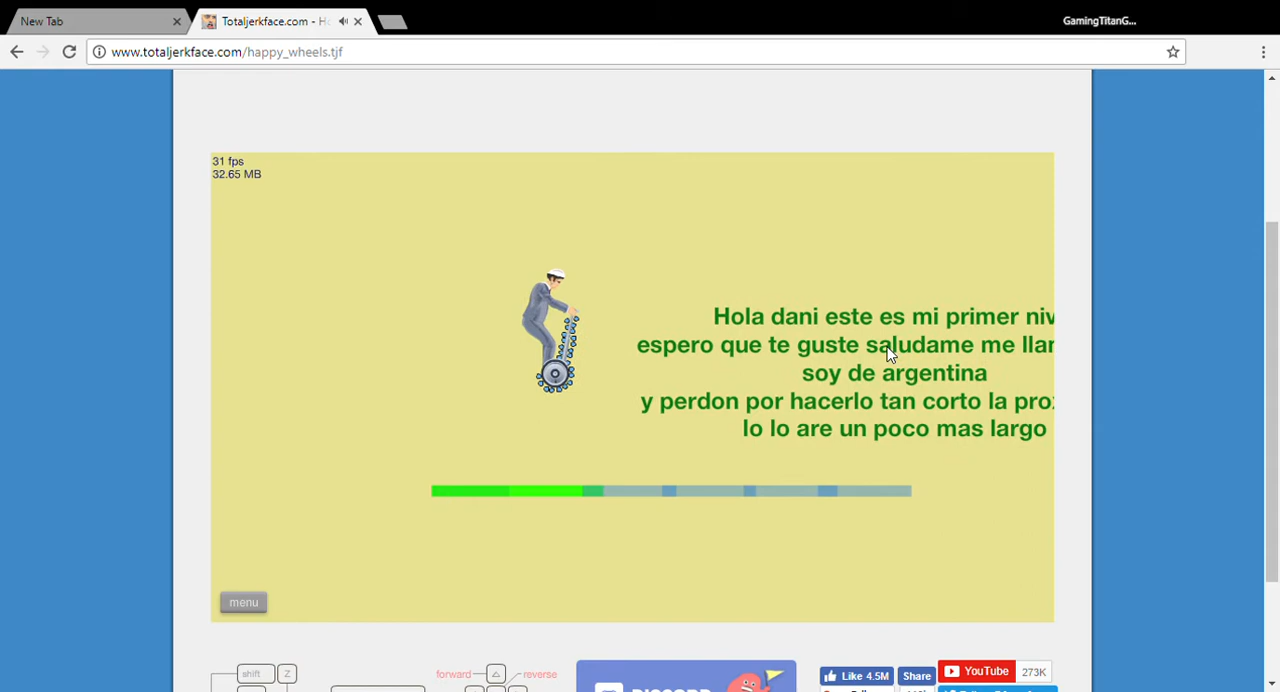 New Tab
Totaljerkface.com - H
GamingTitanG...
www.totaljerkface.com/happy_wheels.tjf
31 fps
32.65 MB
Hola dani este es mi primer niv
espero que te guste saludame me llar
soy de argentina
y perdon por hacerlo tan corto la pro
lo lo are un poco mas largo
menu
shift Z
forward reverse
DISCORD
Like 4.5M Share YouTube 273K